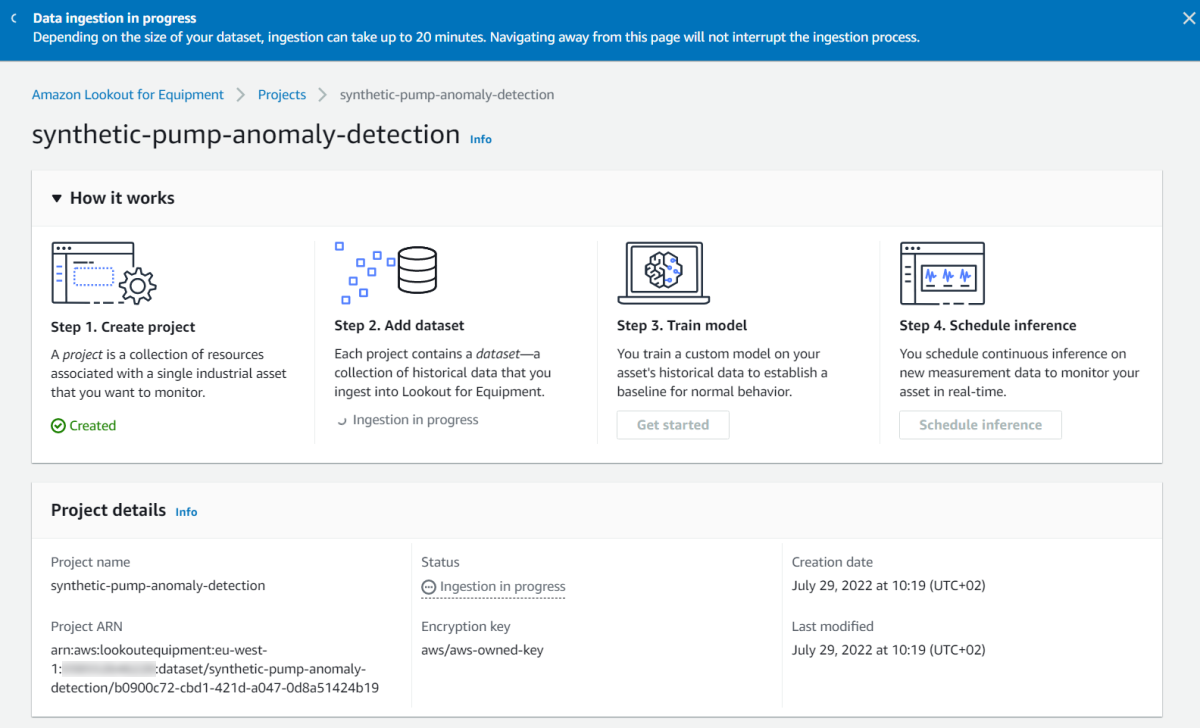 Data ingestion in progress
Depending on the size of your dataset, ingestion can take up to 20 minutes. Navigating away from this page will not interrupt the ingestion process.
Amazon Lookout for Equipment
Projects
synthetic-pump-anomaly-detection
synthetic-pump-anomaly-detection Info
How it works
Step 1. Create project
A project is a collection of resources
associated with a single industrial asset
that you want to monitor.
Created
Step 2. Add dataset
Each project contains a dataset—a
collection of historical data that you
ingest into Lookout for Equipment.
Ingestion in progress
Step 3. Train model
You train a custom model on your
asset's historical data to establish a
baseline for normal behavior.
Get started
Step 4. Schedule inference
You schedule continuous inference on
new measurement data to monitor your
asset in real-time.
Schedule inference
Project details Info
Project name
synthetic-pump-anomaly-detection
Project ARN
arn:aws:lookoutequipment:eu-west-
1: :dataset/synthetic-pump-anomaly-
detection/b0900c72-cbd1-421d-a047-0d8a51424b19
Status
Ingestion in progress
Encryption key
aws/aws-owned-key
Creation date
July 29, 2022 at 10:19 (UTC+02)
Last modified
July 29, 2022 at 10:19 (UTC+02)